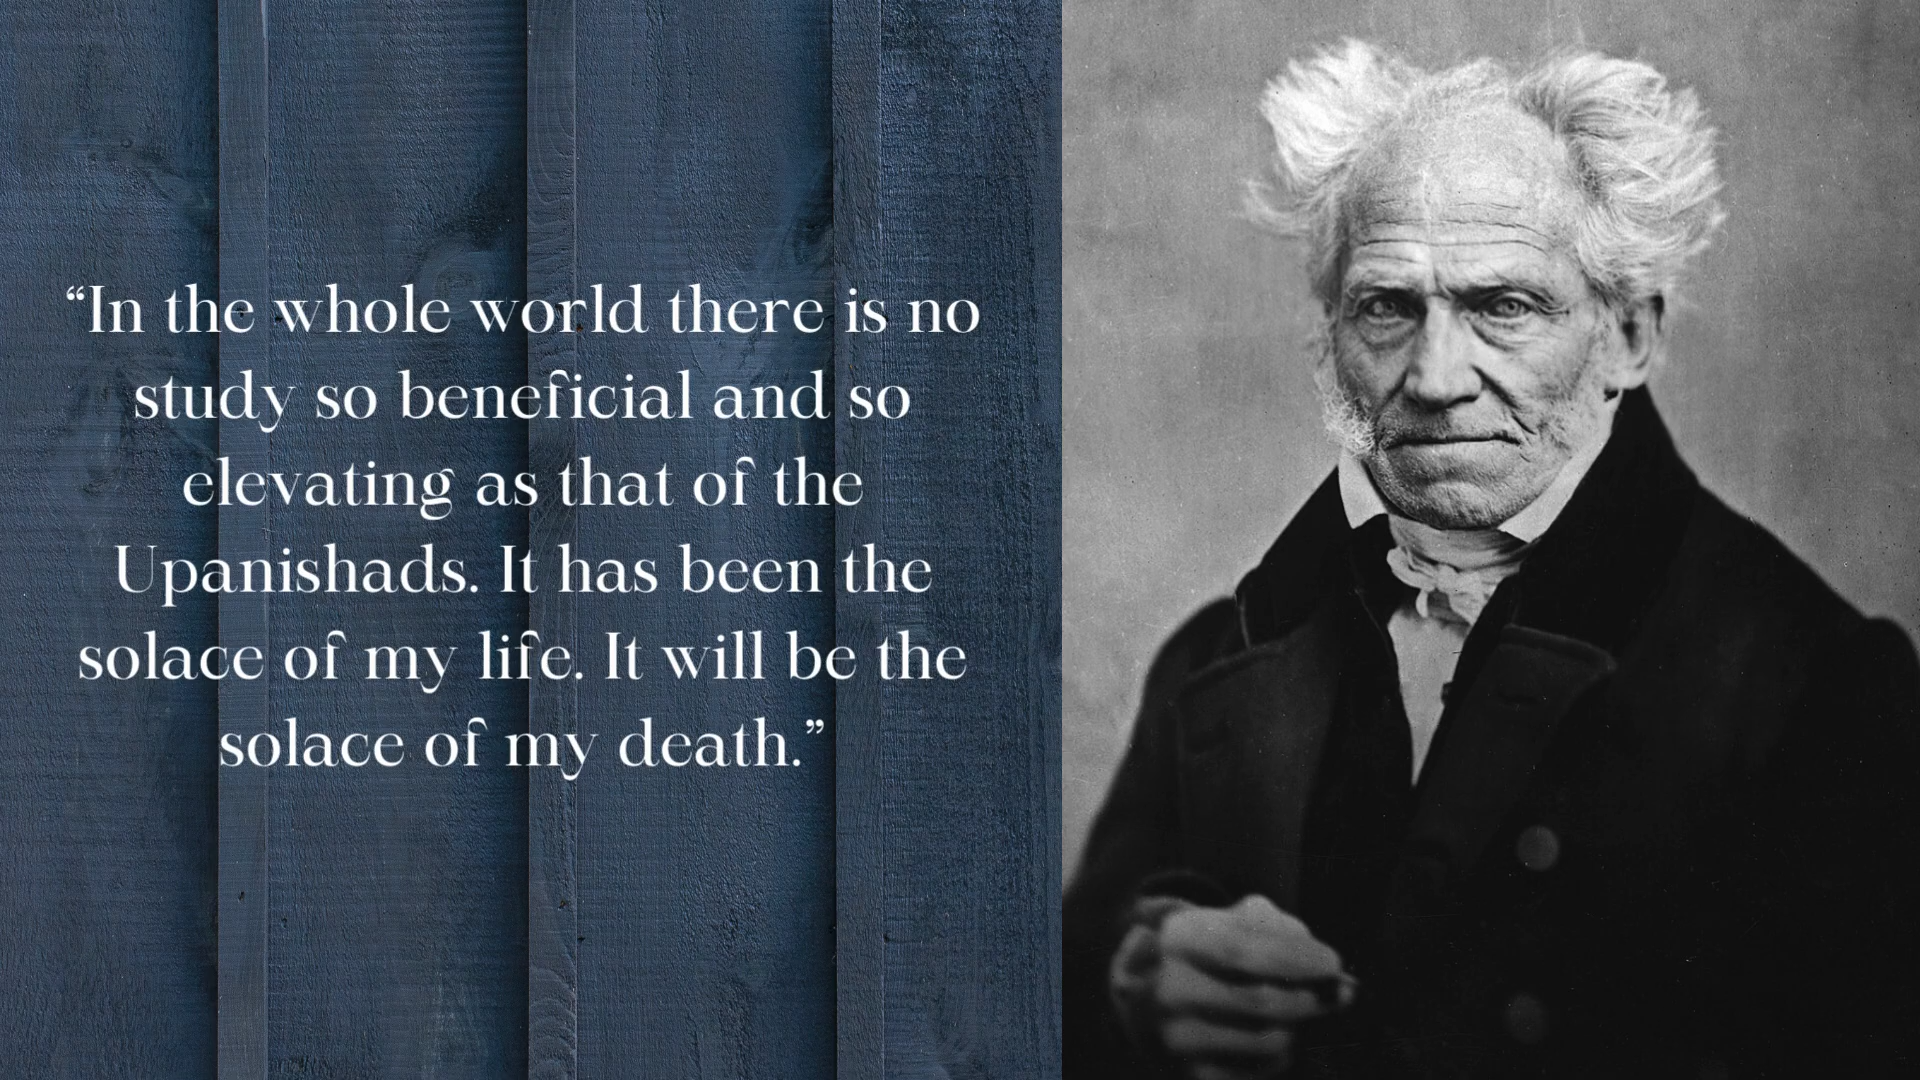 “In the whole world there is no
study so beneficial and so
elevating as that of the
Upanishads. It has been the
solace of my life. It will be the
solace of my death.”